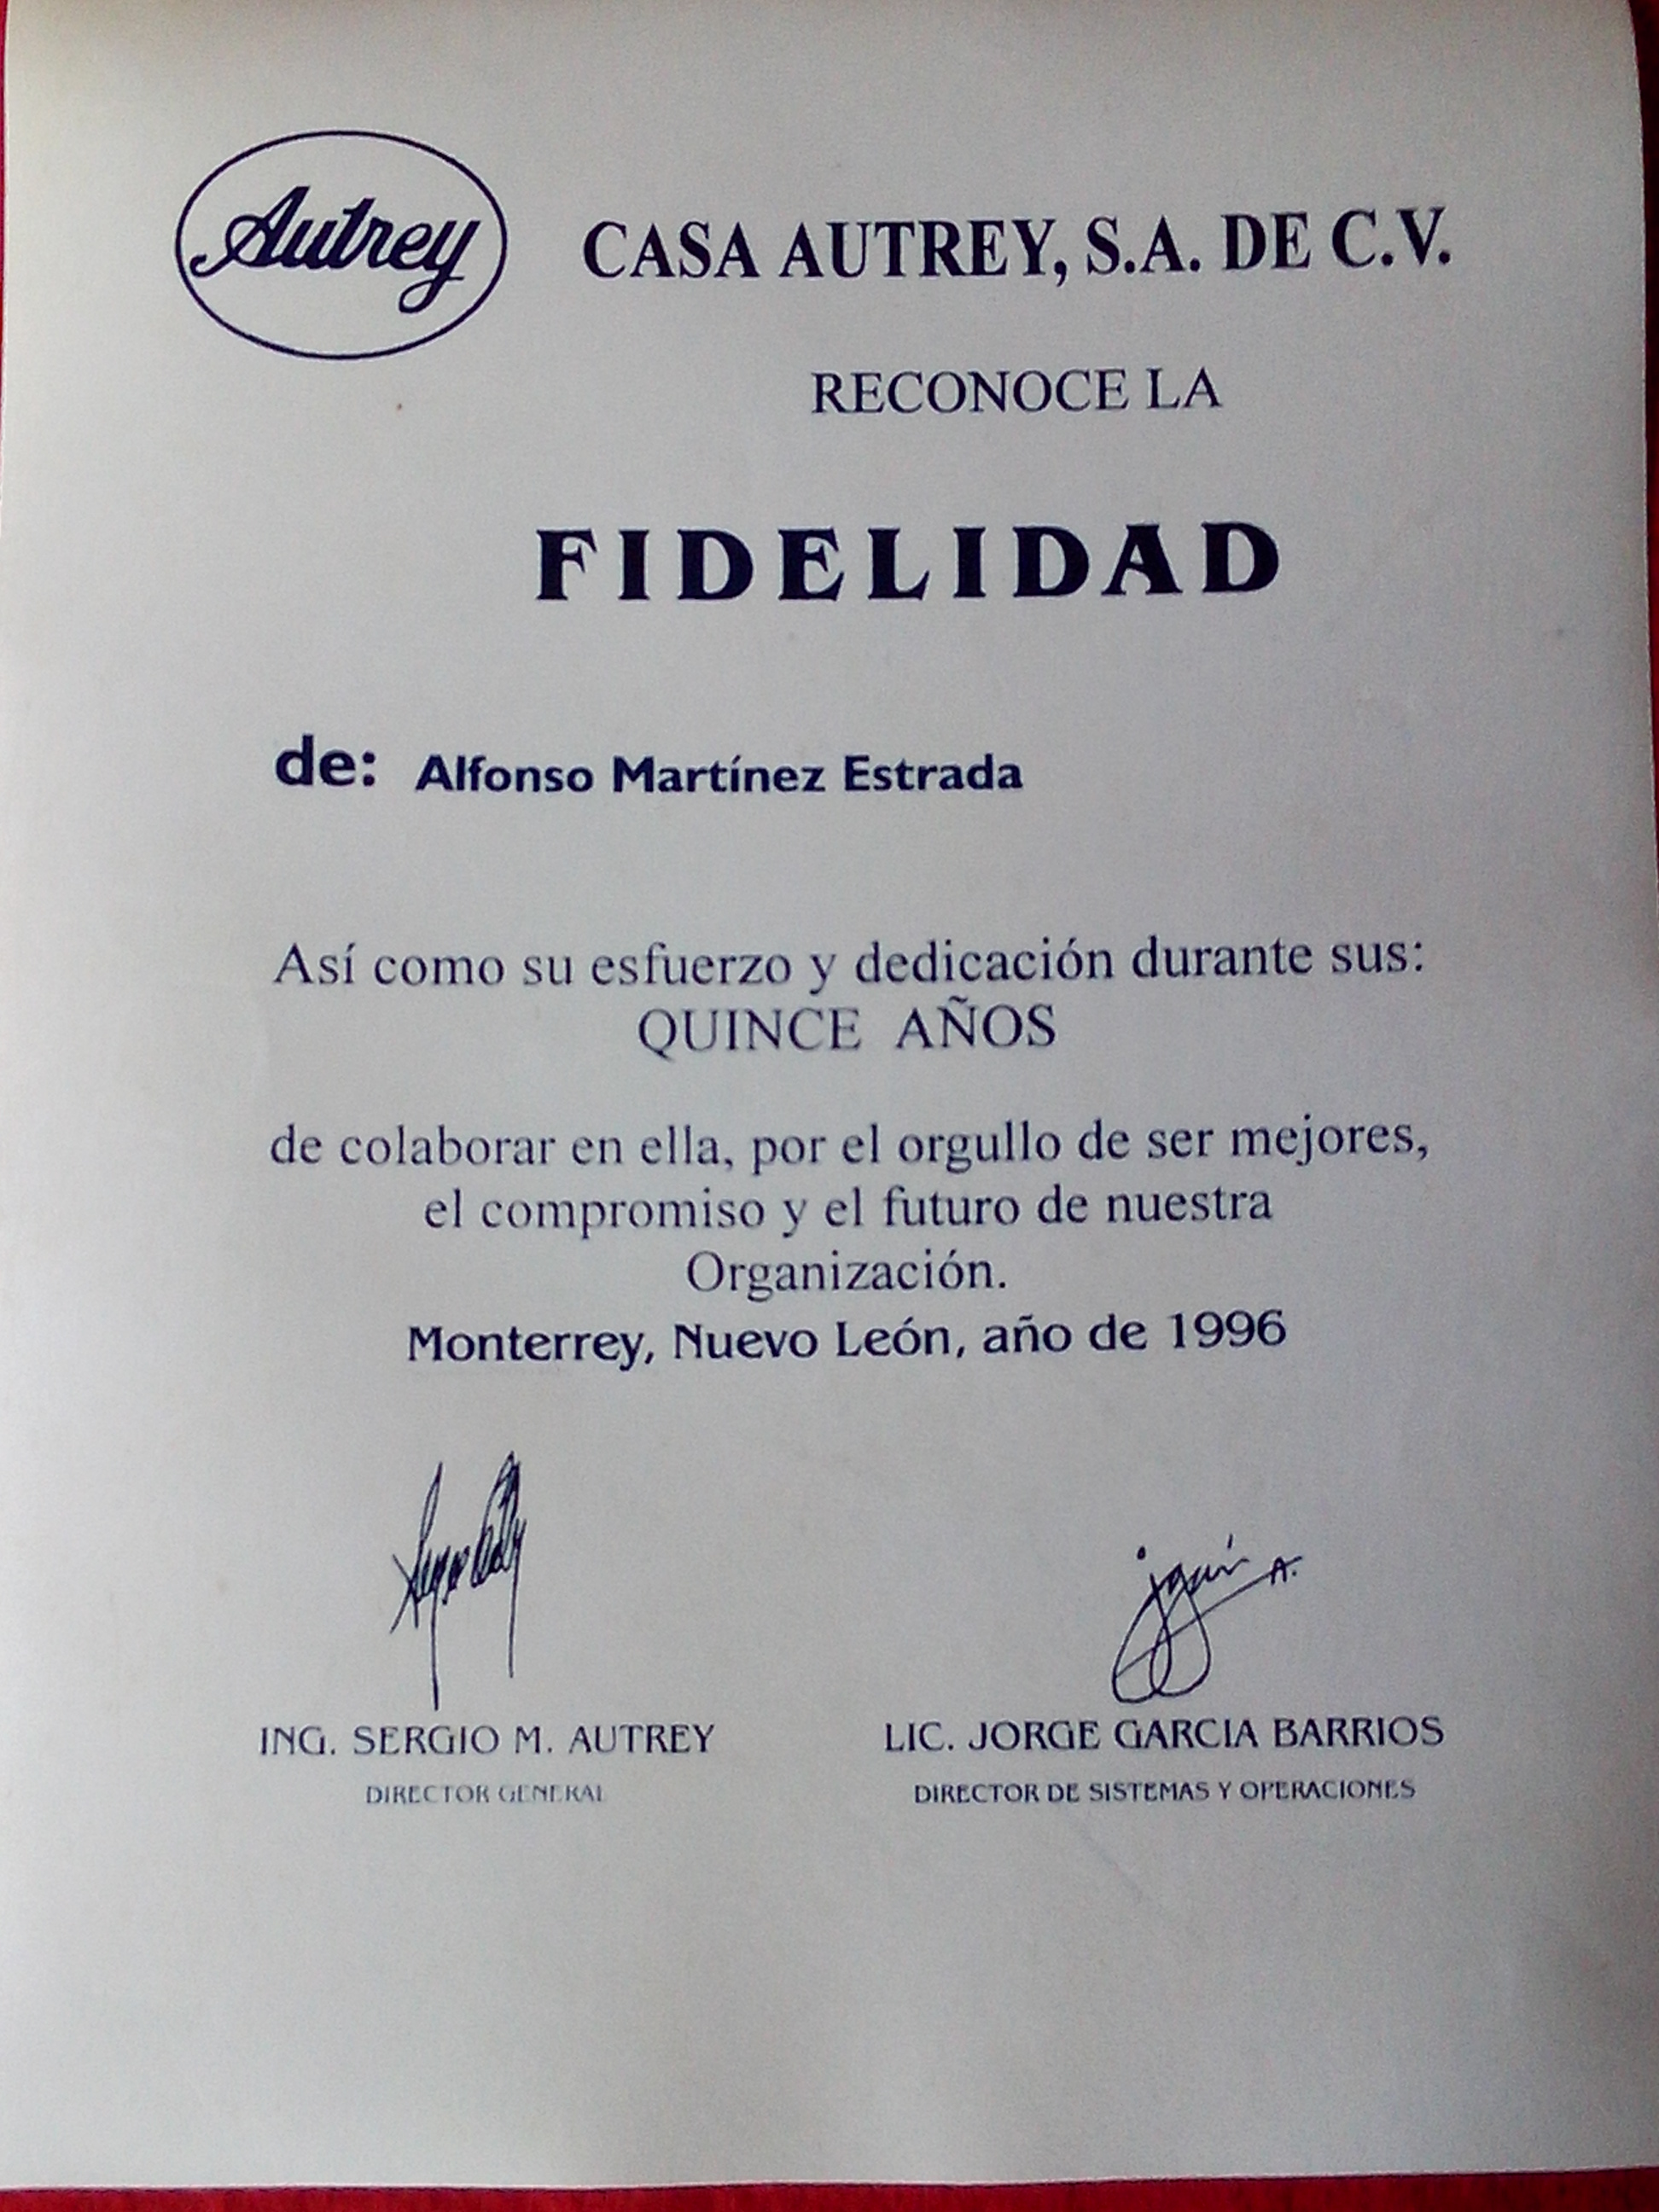 Autrey
CASA AUTREY, S.A. DE C.V.
RECONOCE LA
FIDELIDAD
de: Alfonso Martínez Estrada
Así como su esfuerzo y dedicación durante sus:
QUINCE AÑOS
de colaborar en ella, por el orgullo de ser mejores,
el compromiso y el futuro de nuestra
Organización.
Monterrey, Nuevo León, año de 1996
ING. SERGIO M. AUTREY
DIRECTOR GENERAL
LIC. JORGE GARCIA BARRIOS
DIRECTOR DE SISTEMAS Y OPERACIONES